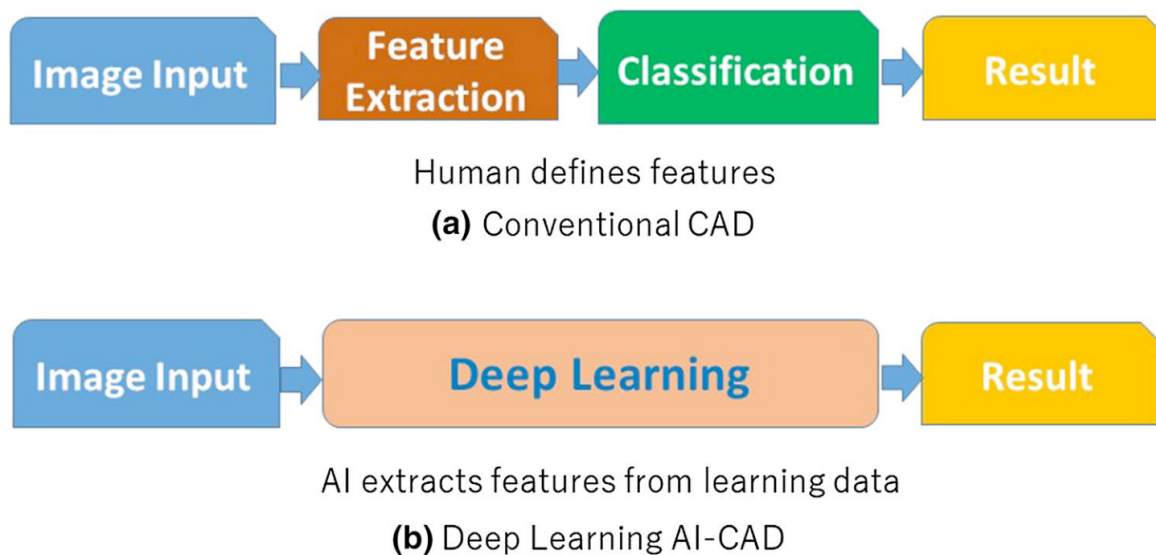 Image Input
Feature
Extraction
Classification
Result
Human defines features
(a) Conventional CAD
Image Input
Deep Learning
Result
AI extracts features from learning data
(b) Deep Learning AI-CAD